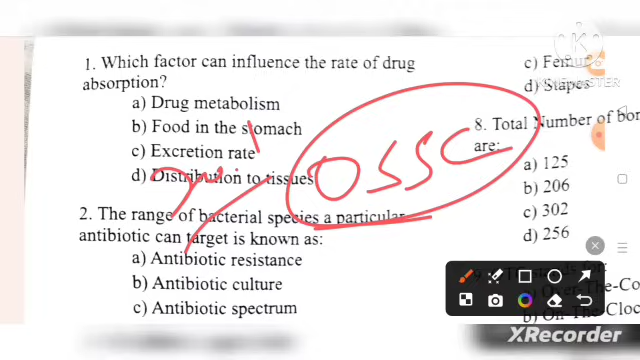 1. Which factor can influence the rate of drug
absorption?
a) Drug metabolism
b) Food in the stomach
c) Excretion rate
d) Distribution to tissues
2. The range of bacterial species a particular
antibiotic can target is known as:
a) Antibiotic resistance
b) Antibiotic culture
c) Antibiotic spectrum
OSSC
c) Femur
d) Stapes
8. Total Number of bon
are:
a) 125
b) 206
c) 302
d) 256
KINEMASTER
XRecorder